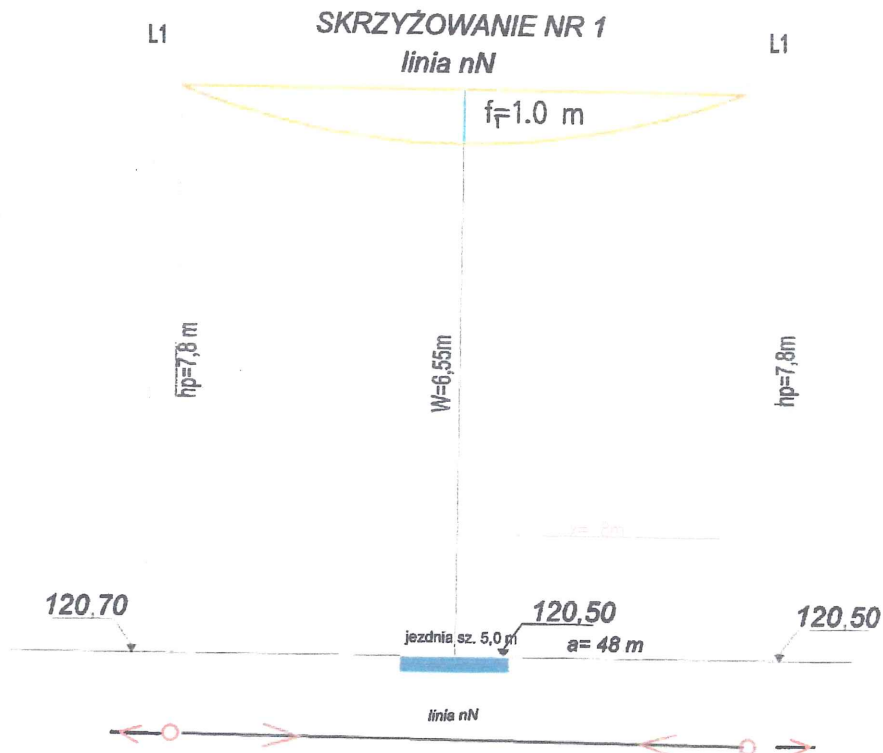 SKRZYŻOWANIE NR 1
L1
L1
linia nN
f=1.0 m
hp=7,8 m
W=6,55m
hp=7,8m
120,70
120,50
120,50
jezdnia sz. 5,0 m
a= 48 m
linia nN